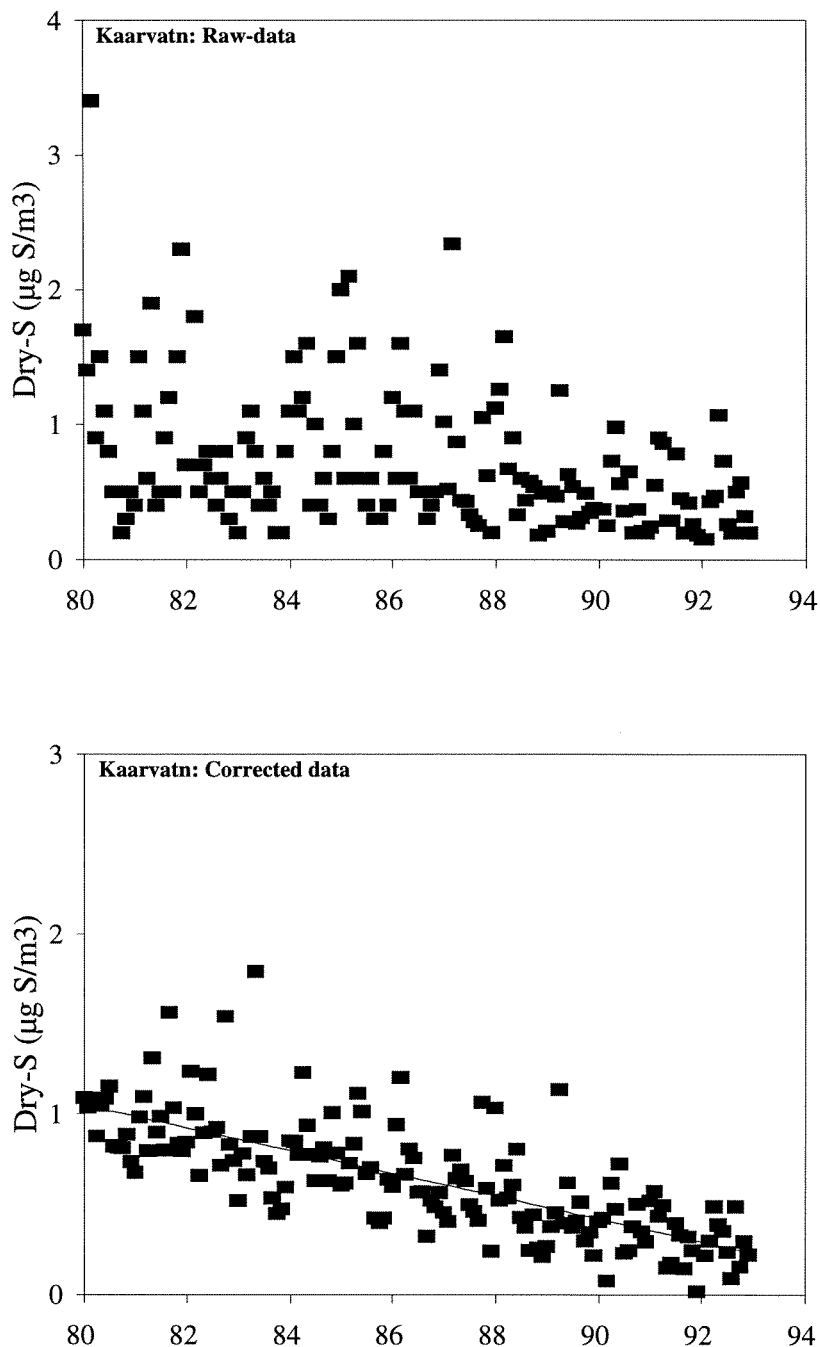 Kaarvatn: Raw-data
4
3
2
1
0
Dry-S (µg S/m3)
80 82 84 86 88 90 92 94
Kaarvatn: Corrected data
3
2
1
0
Dry-S (µg S/m3)
80 82 84 86 88 90 92 94